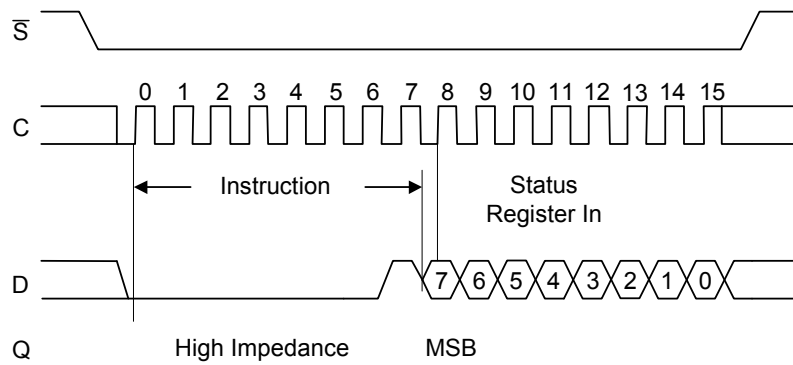 S̅
0 1 2 3 4 5 6 7 8 9 10 11 12 13 14 15
C
Instruction Status
Register In
D 7 6 5 4 3 2 1 0
Q High Impedance MSB